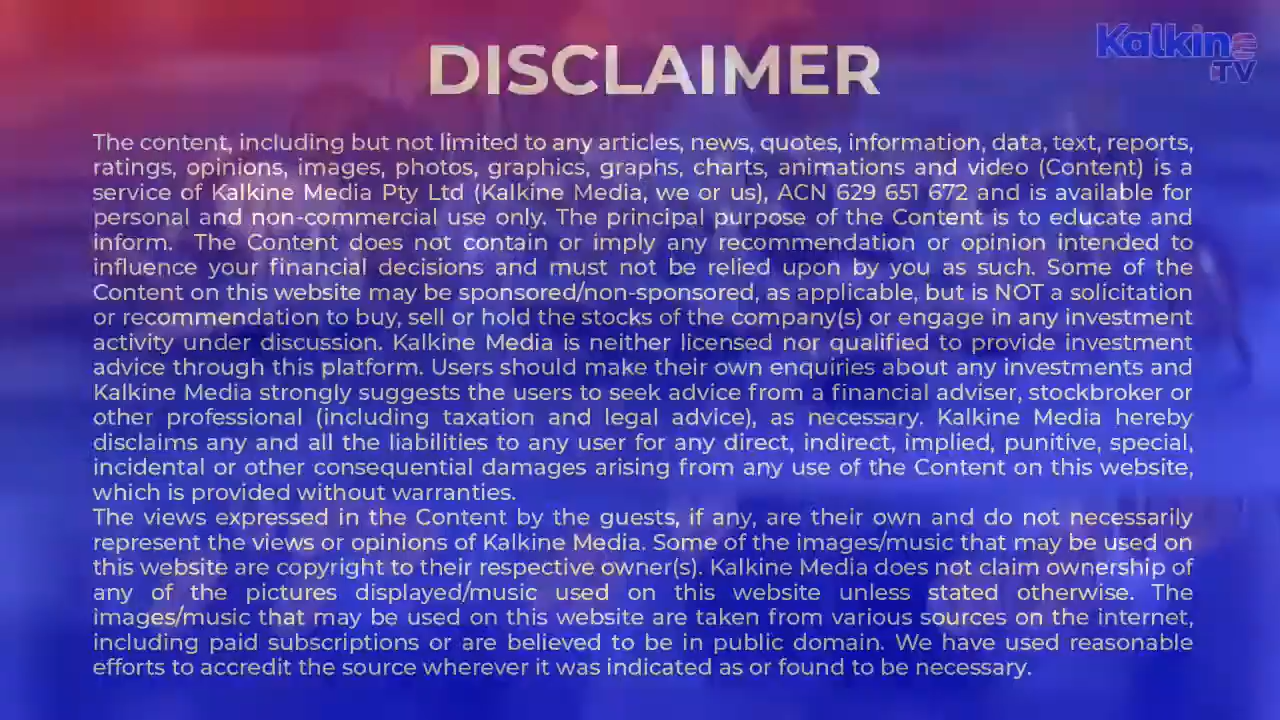 DISCLAIMER
Kalkine
TV
The content, including but not limited to any articles, news, quotes, information, data, text, reports,
ratings, opinions, images, photos, graphics, graphs, charts, animations and video (Content) is a
service of Kalkine Media Pty Ltd (Kalkine Media, we or us), ACN 629 651 672 and is available for
personal and non-commercial use only. The principal purpose of the Content is to educate and
inform. The Content does not contain or imply any recommendation or opinion intended to
influence your financial decisions and must not be relied upon by you as such. Some of the
Content on this website may be sponsored/non-sponsored, as applicable, but is NOT a solicitation
or recommendation to buy, sell or hold the stocks of the company(s) or engage in any investment
activity under discussion. Kalkine Media is neither licensed nor qualified to provide investment
advice through this platform. Users should make their own enquiries about any investments and
Kalkine Media strongly suggests the users to seek advice from a financial adviser, stockbroker or
other professional (including taxation and legal advice), as necessary. Kalkine Media hereby
disclaims any and all the liabilities to any user for any direct, indirect, implied, punitive, special,
incidental or other consequential damages arising from any use of the Content on this website,
which is provided without warranties.
The views expressed in the Content by the guests, if any, are their own and do not necessarily
represent the views or opinions of Kalkine Media. Some of the images/music that may be used on
this website are copyright to their respective owner(s). Kalkine Media does not claim ownership of
any of the pictures displayed/music used on this website unless stated otherwise. The
images/music that may be used on this website are taken from various sources on the internet,
including paid subscriptions or are believed to be in public domain. We have used reasonable
efforts to accredit the source wherever it was indicated as or found to be necessary.